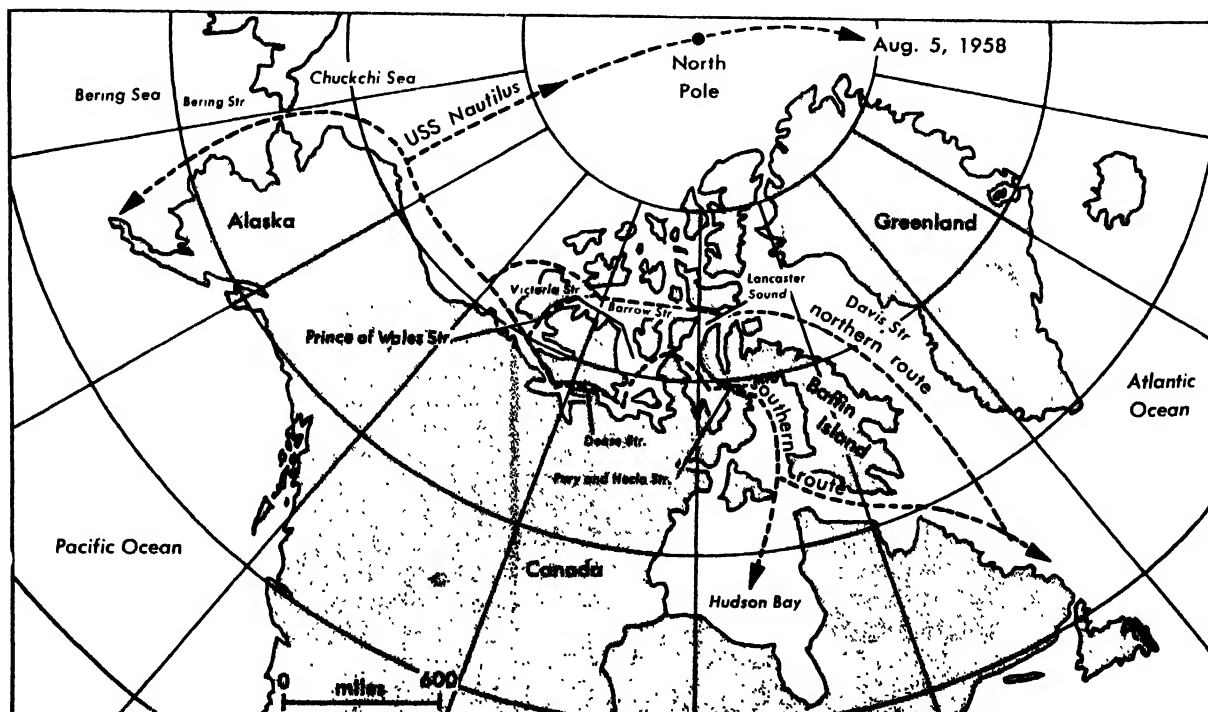 Aug. 5, 1958
North
Pole
Chuckchi Sea
Bering Sea
Bering Str
USS Nautilus
Alaska
Greenland
Lancaster
Sound
Victoria Str
Barrow Str
Davis Str
northern route
Prince of Wales Str.
Atlantic
Ocean
southern
route
Baffin
Island
Dease Str.
Fury and Hecla Str.
Pacific Ocean
Canada
Hudson Bay
0 miles 600